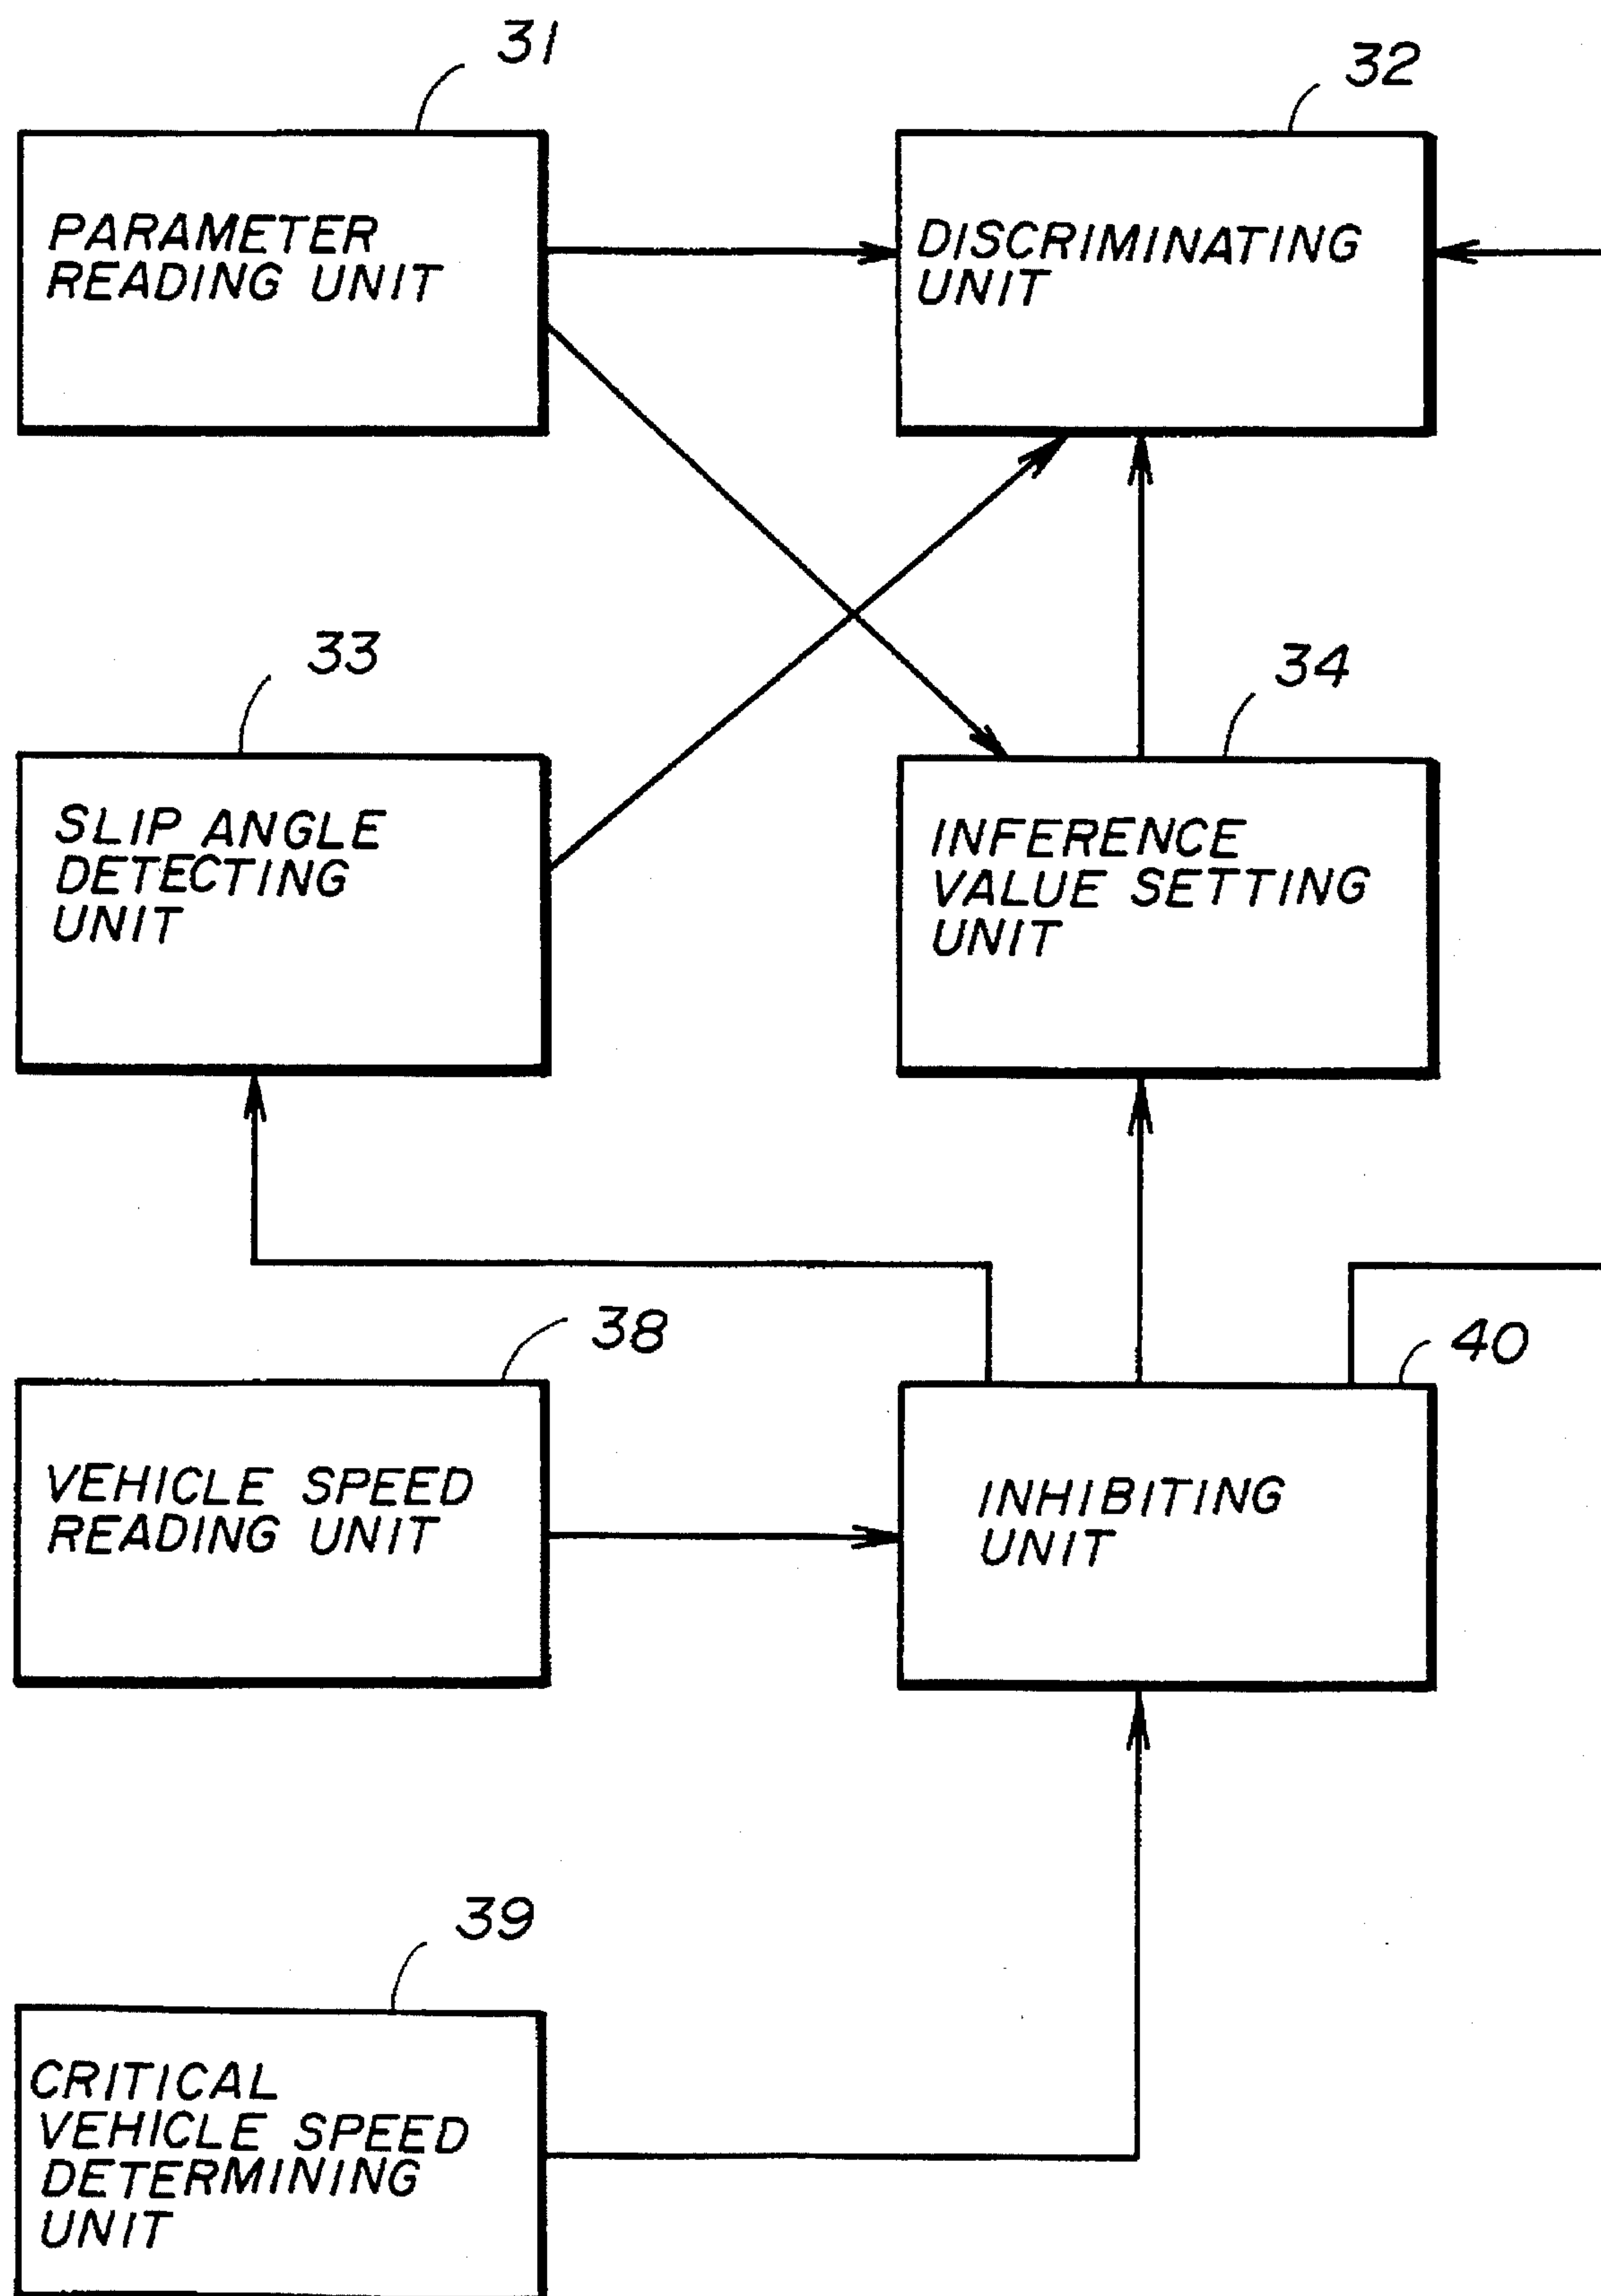 31
32
PARAMETER
READING UNIT
DISCRIMINATING
UNIT
33
34
SLIP ANGLE
DETECTING
UNIT
INFERENCE
VALUE SETTING
UNIT
38
40
VEHICLE SPEED
READING UNIT
INHIBITING
UNIT
39
CRITICAL
VEHICLE SPEED
DETERMINING
UNIT